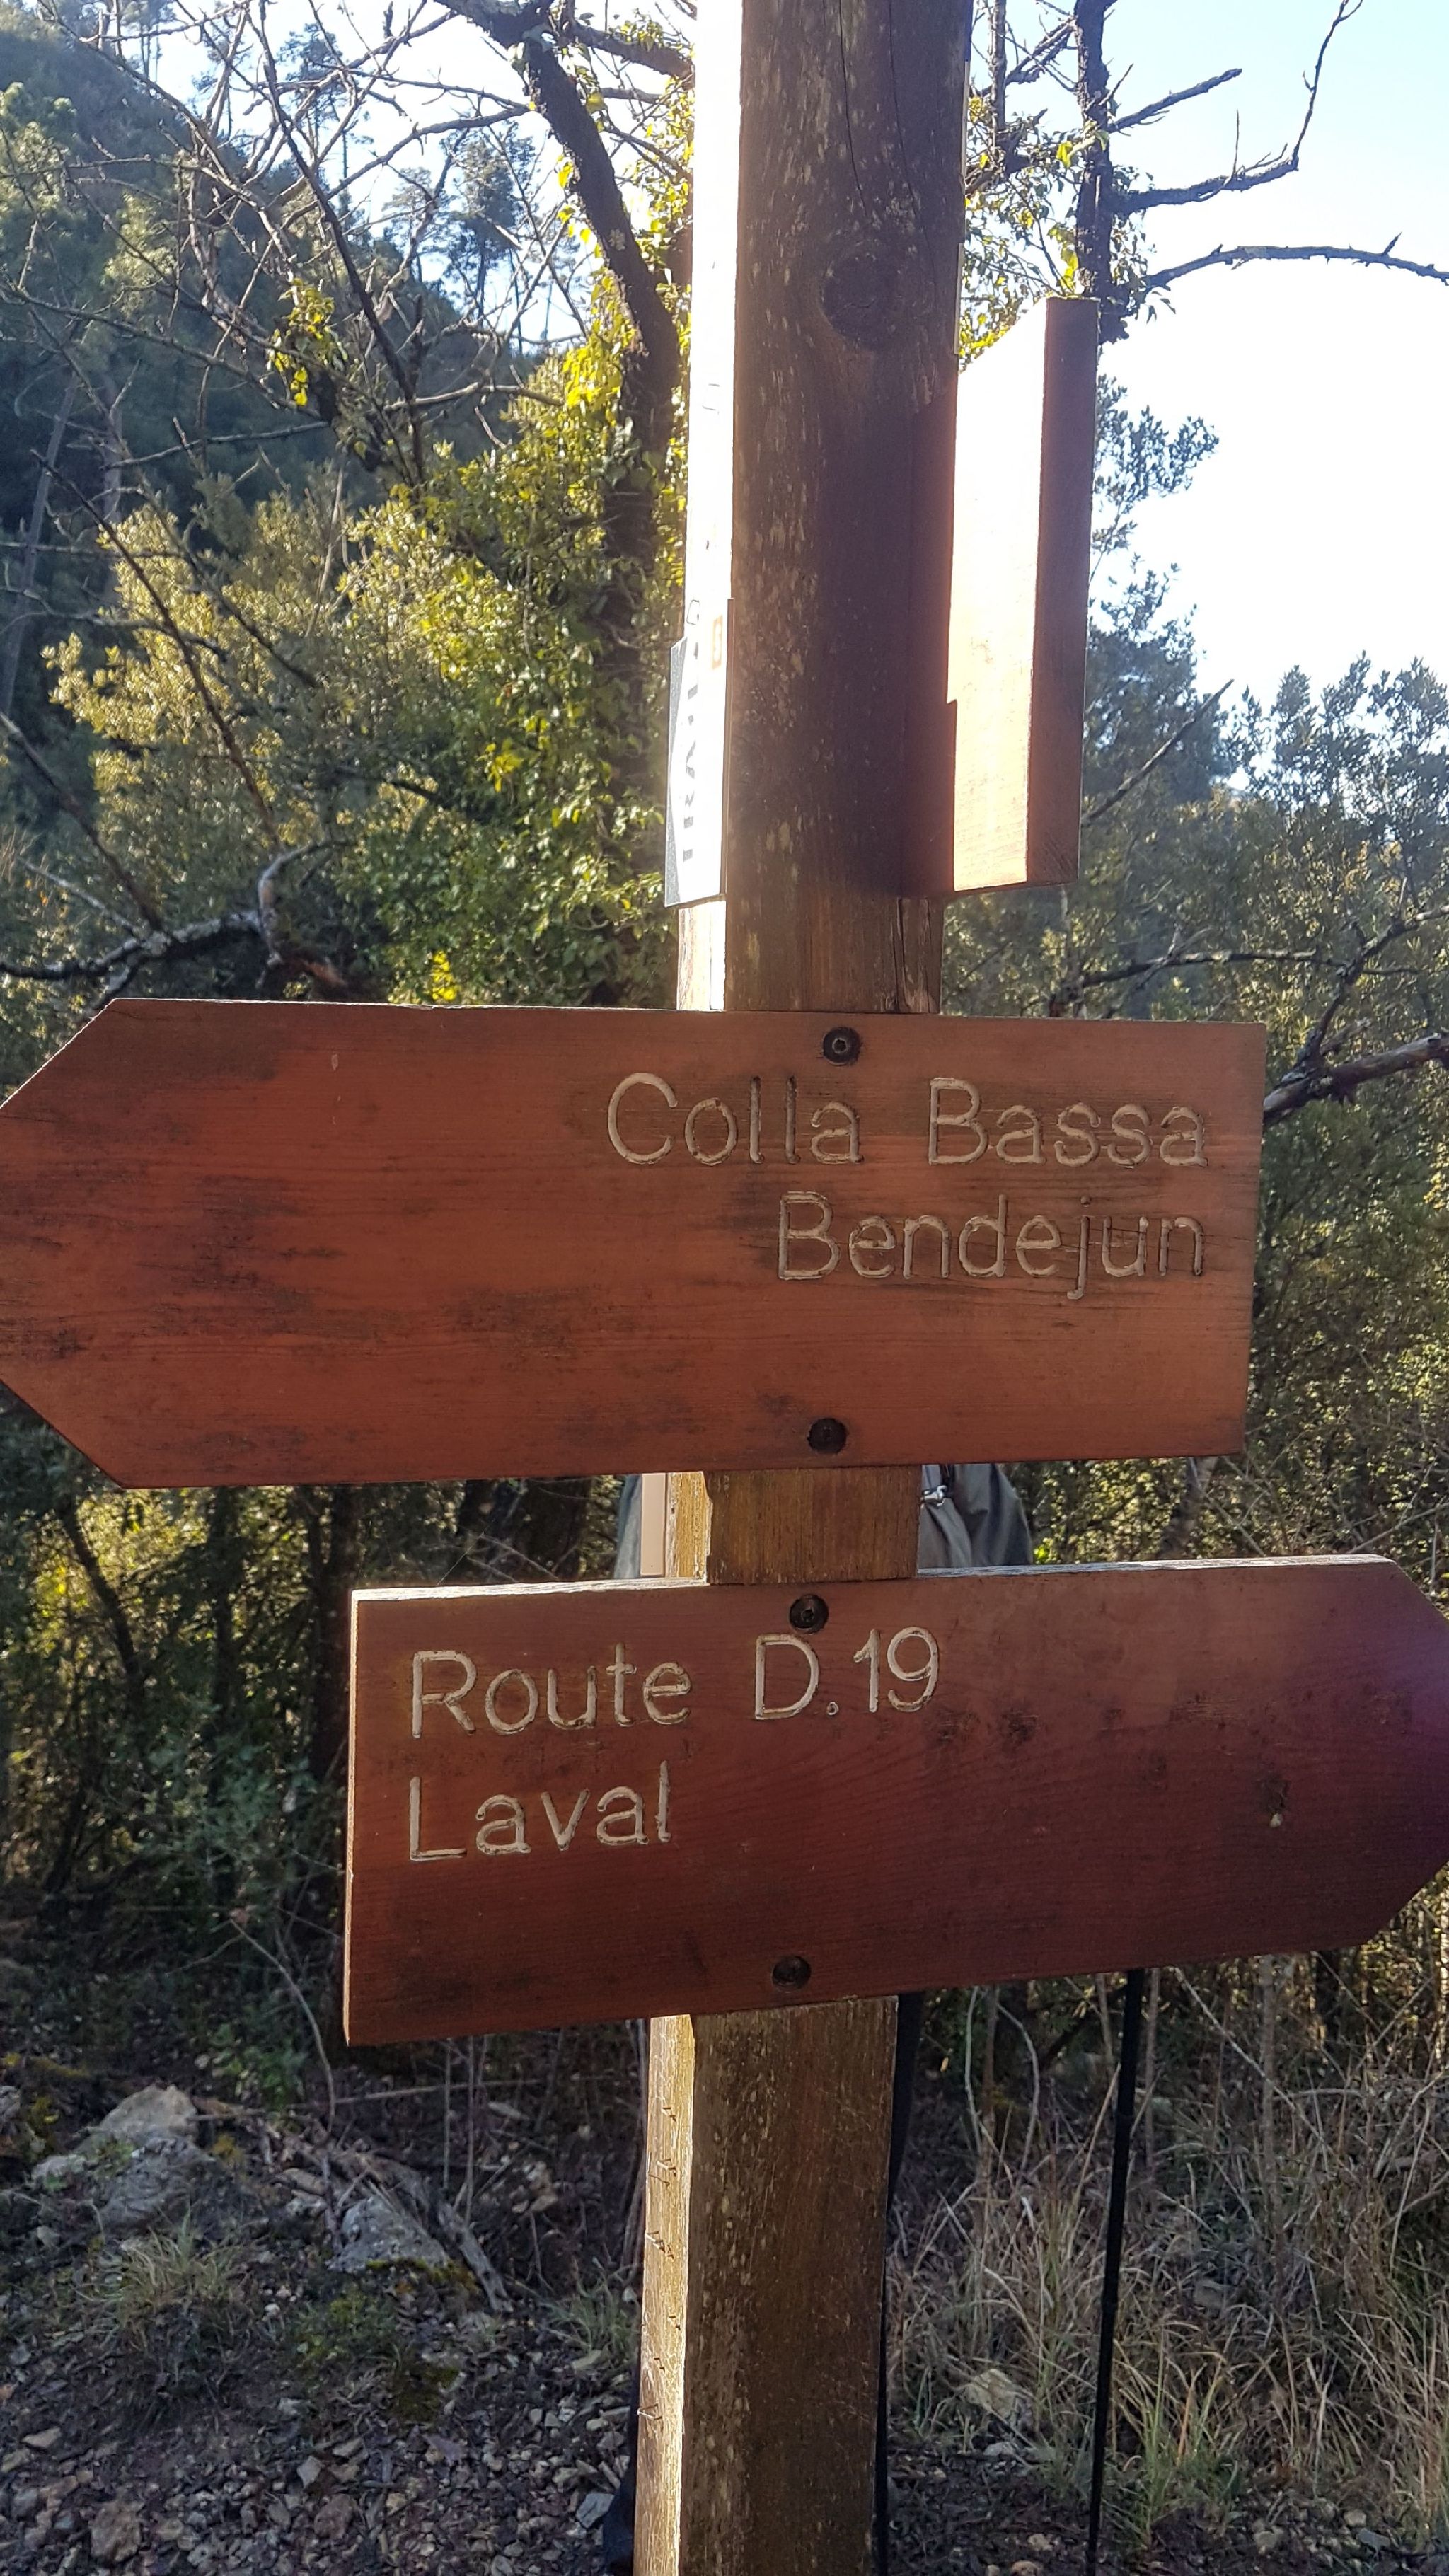 Colla Bassa
Bendejun
Route D.19
Laval